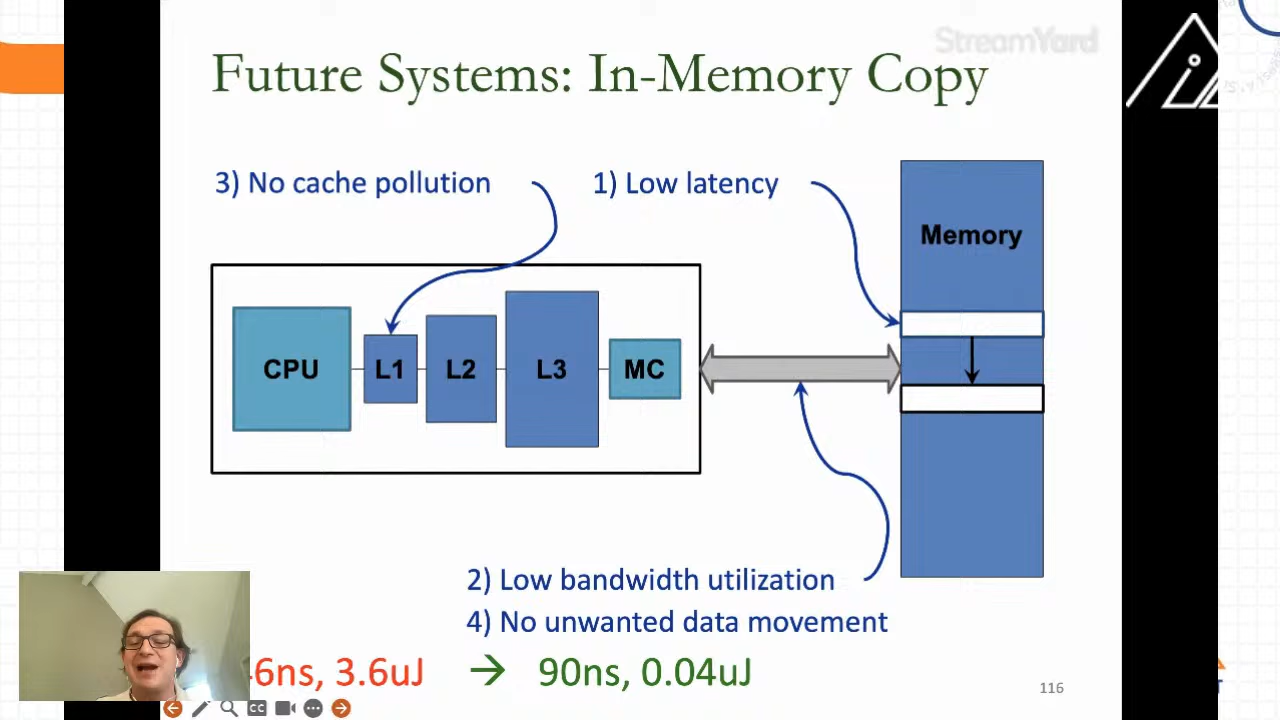 StreamYard
Future Systems: In-Memory Copy
3) No cache pollution
1) Low latency
Memory
CPU
L1
L2
L3
MC
2) Low bandwidth utilization
4) No unwanted data movement
6ns, 3.6uJ → 90ns, 0.04uJ
116
CC